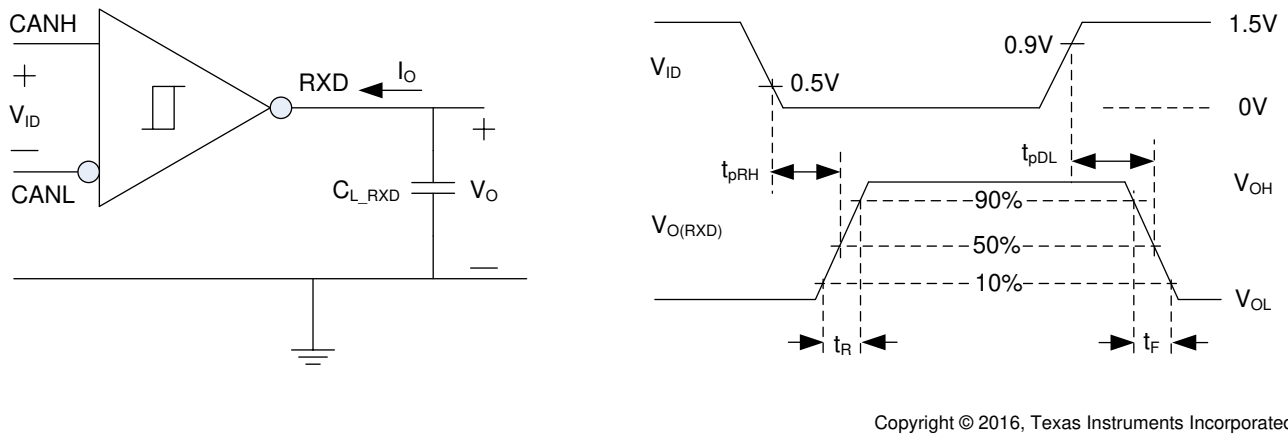 CANH
+
V_ID
—
CANL
RXD
I_O
C_L_RXD
+
V_O
—
V_ID
0.5V
0.9V
1.5V
0V
t_pRH
t_pDL
V_O(RXD)
90%
50%
10%
V_OH
V_OL
t_R
t_F
Copyright © 2016, Texas Instruments Incorporated